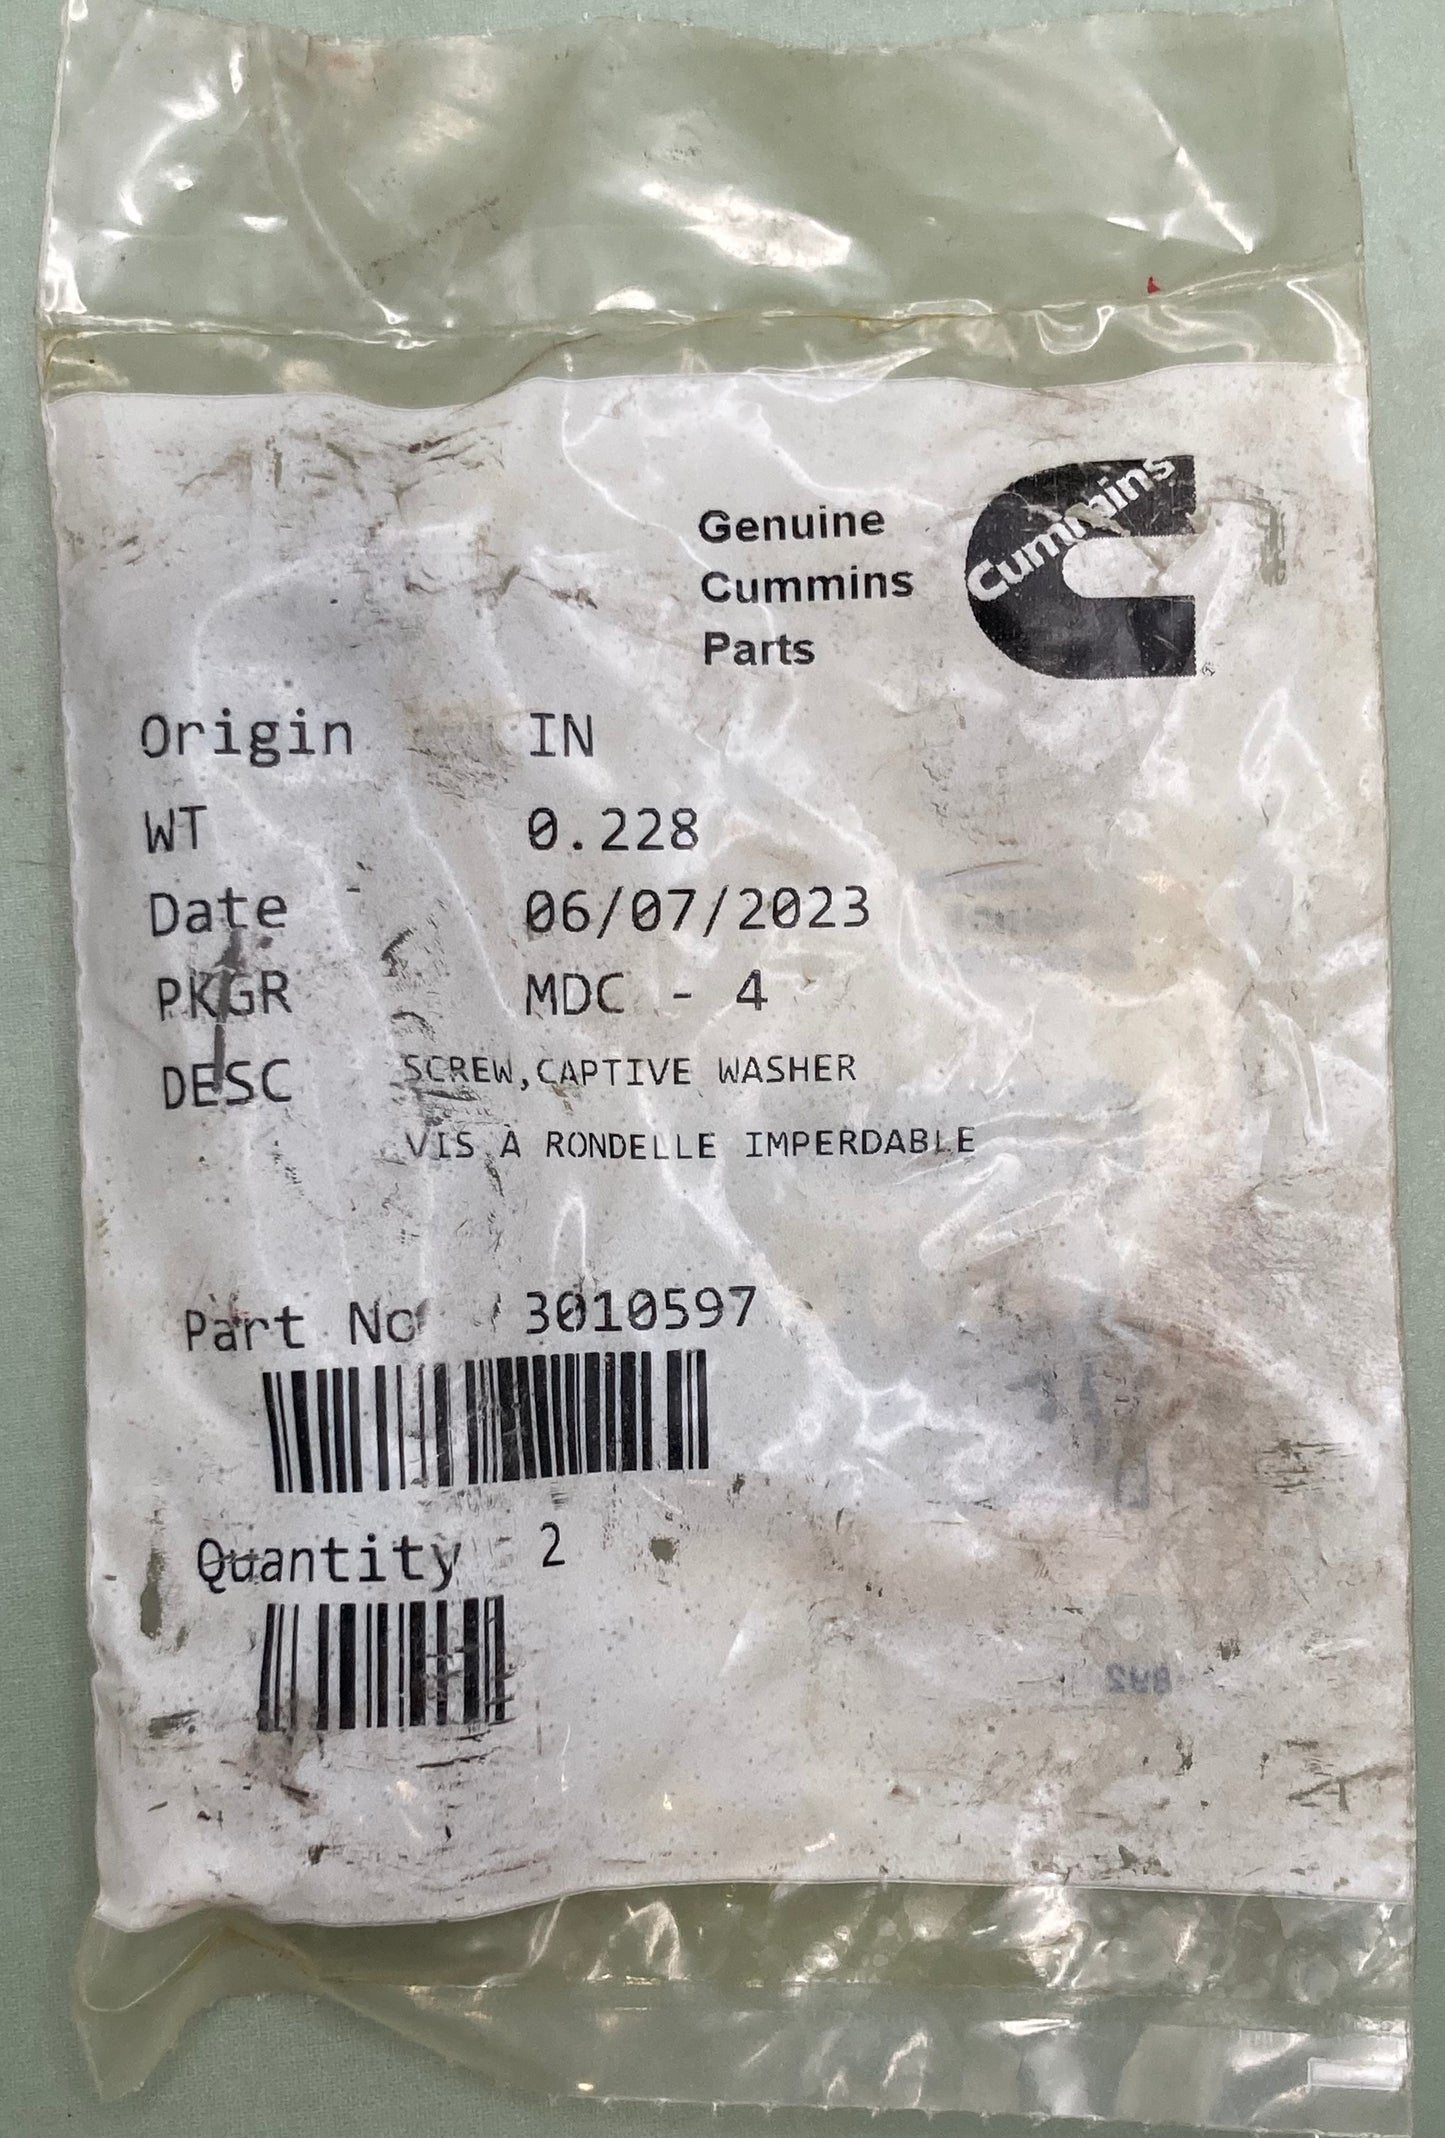 Genuine
Cummins
Parts
Cummins
®
Origin IN
WT 0.228
Date 06/07/2023
PKGR MDC - 4
DESC SCREW,CAPTIVE WASHER
VIS À RONDELLE IMPERDABLE
Part No 3010597
Quantity 2